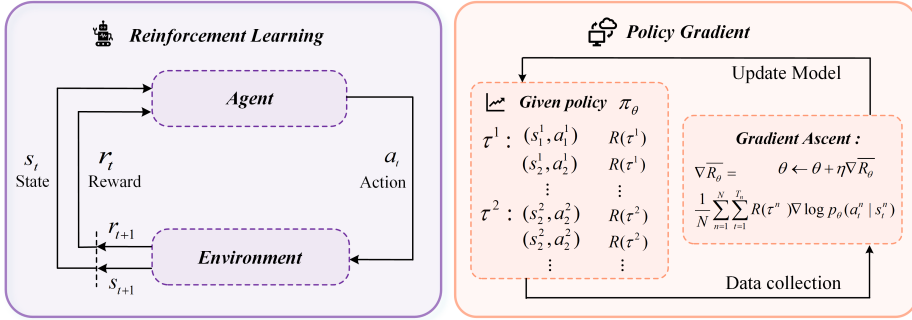 Reinforcement Learning
Agent
s_t
State
r_t
Reward
a_t
Action
r_{t+1}
Environment
s_{t+1}
Policy Gradient
Update Model
Given policy π_θ
τ^1 : (s_1^1, a_1^1) R(τ^1)
(s_2^1, a_2^1) R(τ^1)
⋮ ⋮
τ^2 : (s_2^2, a_2^2) R(τ^2)
(s_2^2, a_2^2) R(τ^2)
⋮ ⋮
Gradient Ascent :
∇\overline{R_θ} = θ ← θ + η∇\overline{R_θ}
\frac{1}{N} \sum_{n=1}^{N} \sum_{t=1}^{T_n} R(τ^n) ∇ log p_θ(a_t^n | s_t^n)
Data collection